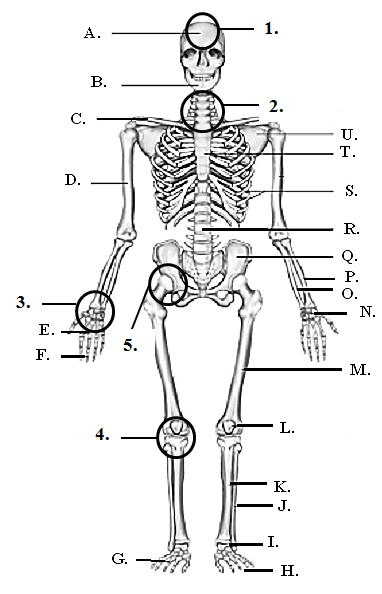 A.
1.
B.
2.
C.
U.
T.
D.
S.
R.
Q.
P.
3.
O.
N.
E.
5.
F.
M.
L.
4.
K.
J.
I.
G.
H.